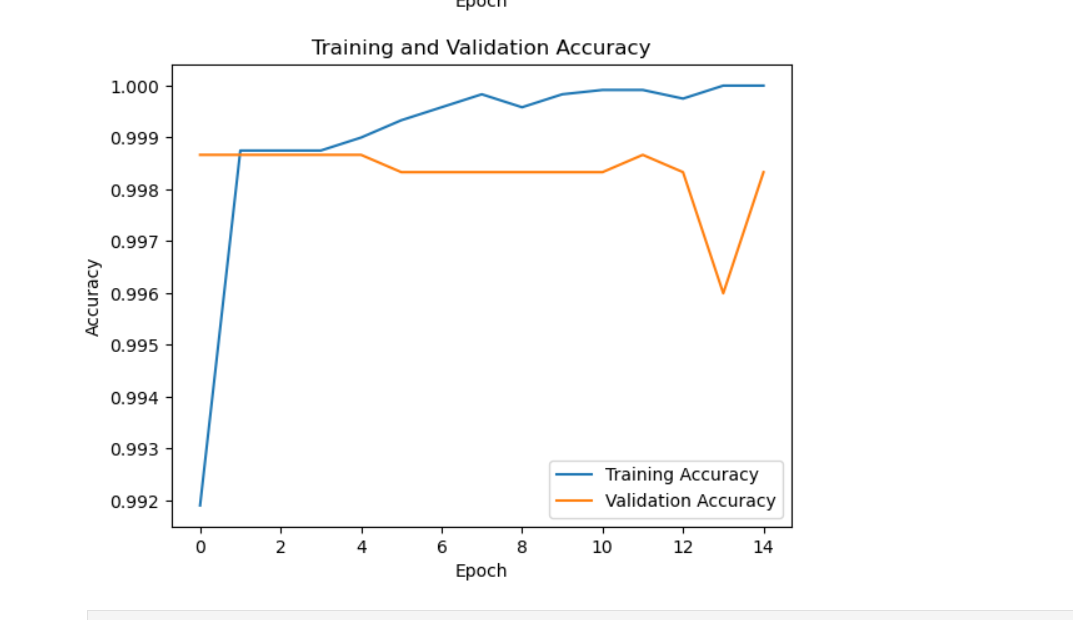 Epoch
Training and Validation Accuracy
1.000
0.999
0.998
0.997
0.996
0.995
0.994
0.993
0.992
Accuracy
Training Accuracy
Validation Accuracy
0 2 4 6 8 10 12 14
Epoch